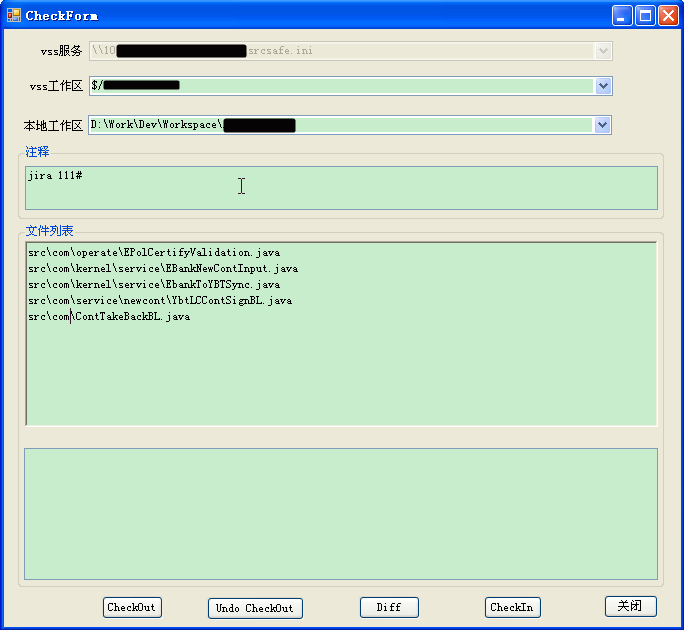 CheckForm
vss服务 \\10 srcsafe.ini
vss工作区 $/
本地工作区 D:\Work\Dev\Workspace\
注释
jira 111#
文件列表
src\com\operate\EPolCertifyValidation.java
src\com\kernel\service\EBankNewContInput.java
src\com\kernel\service\EbankToYBTSync.java
src\com\service\newcont\YbtLCContSignBL.java
src\com\ContTakeBackBL.java
CheckOut Undo CheckOut Diff CheckIn 关闭